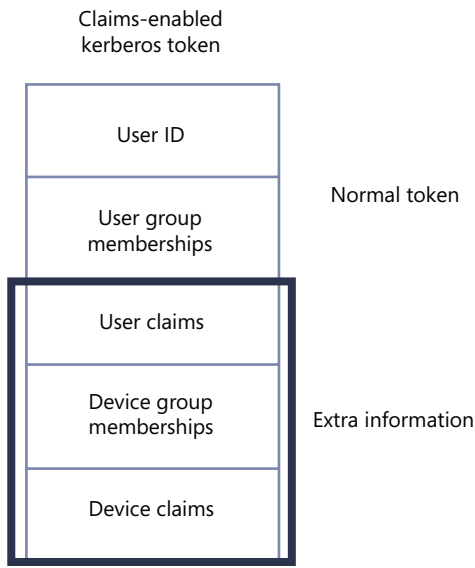 Claims-enabled
kerberos token
User ID
Normal token
User group
memberships
User claims
Device group
memberships
Extra information
Device claims